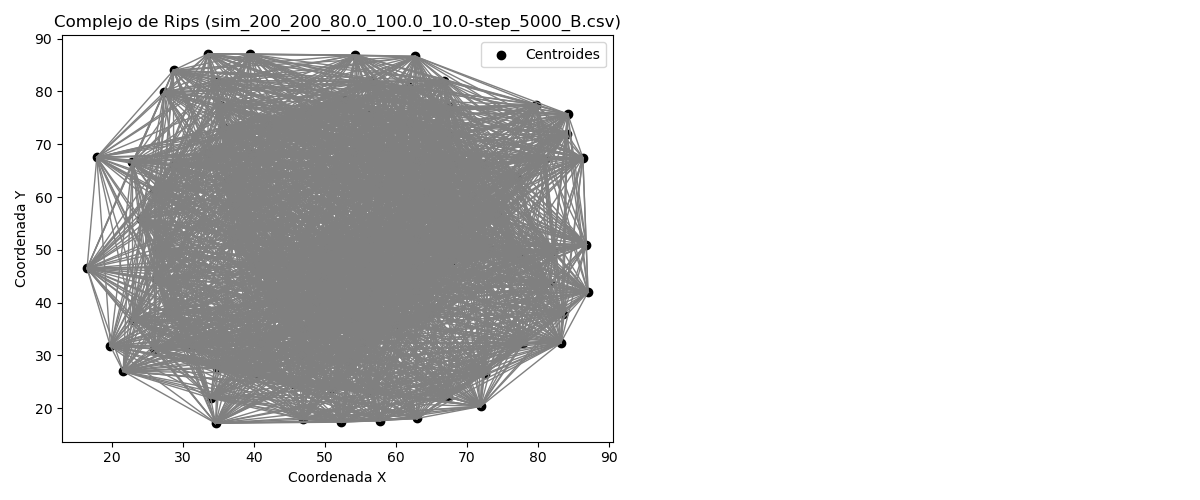 Complejo de Rips (sim_200_200_80.0_100.0_10.0-step_5000_B.csv)
Centroides
Coordenada Y
90
80
70
60
50
40
30
20
20 30 40 50 60 70 80 90
Coordenada X